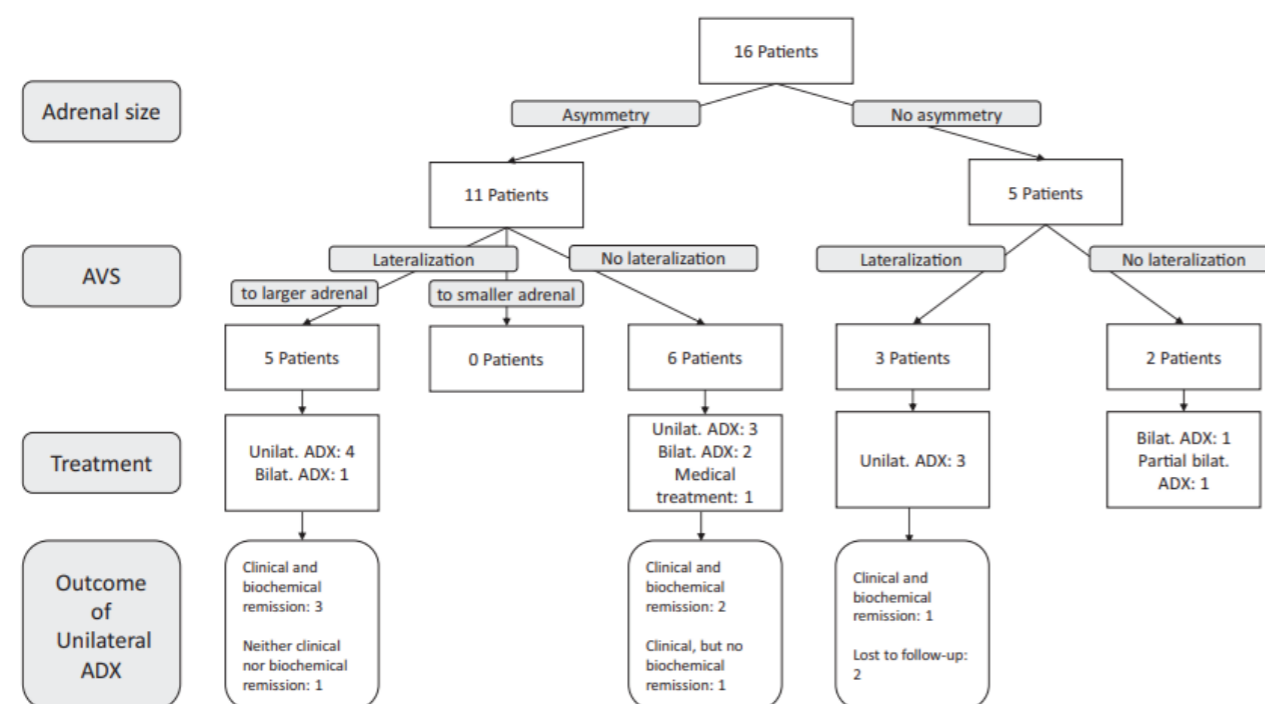 16 Patients
Adrenal size
Asymmetry
No asymmetry
11 Patients
5 Patients
AVS
Lateralization
No lateralization
Lateralization
No lateralization
to larger adrenal
to smaller adrenal
5 Patients
0 Patients
6 Patients
3 Patients
2 Patients
Treatment
Unilat. ADX: 4
Bilat. ADX: 1
Unilat. ADX: 3
Bilat. ADX: 2
Medical
treatment: 1
Unilat. ADX: 3
Bilat. ADX: 1
Partial bilat.
ADX: 1
Outcome
of
Unilateral
ADX
Clinical and
biochemical
remission: 3
Neither clinical
nor biochemical
remission: 1
Clinical and
biochemical
remission: 2
Clinical, but no
biochemical
remission: 1
Clinical and
biochemical
remission: 1
Lost to follow-up:
2